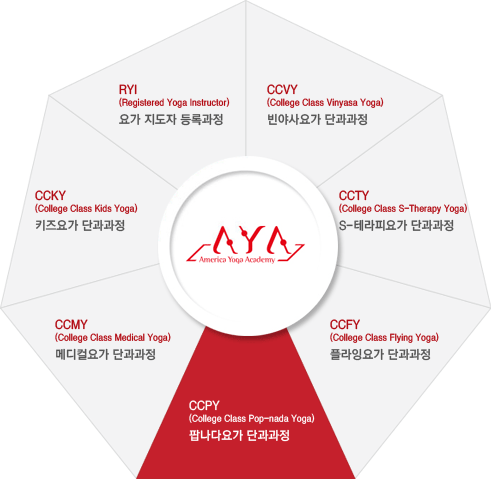 RYI
(Registered Yoga Instructor)
요가 지도자 등록과정
CCVY
(College Class Vinyasa Yoga)
빈야사요가 단과과정
CCKY
(College Class Kids Yoga)
키즈요가 단과과정
CCTY
(College Class S-Therapy Yoga)
S-테라피요가 단과과정
AYA
America Yoga Academy
CCMY
(College Class Medical Yoga)
메디컬요가 단과과정
CCFY
(College Class Flying Yoga)
플라잉요가 단과과정
CCPY
(College Class Pop-nada Yoga)
팝나다요가 단과과정